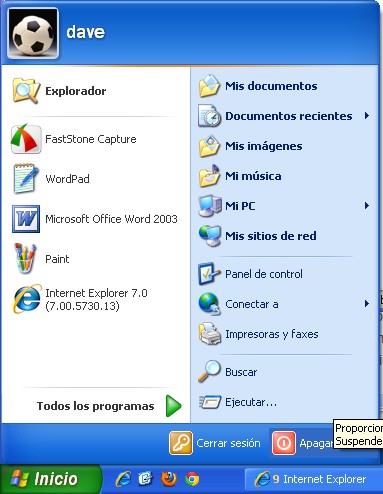 dave
Explorador
FastStone Capture
WordPad
Microsoft Office Word 2003
Paint
Internet Explorer 7.0
(7.00.5730.13)
Todos los programas
Mis documentos
Documentos recientes
Mis imágenes
Mi música
Mi PC
Mis sitios de red
Panel de control
Conectar a
Impresoras y faxes
Buscar
Ejecutar...
Cerrar sesión
Apagar
Inicio
9 Internet Explorer